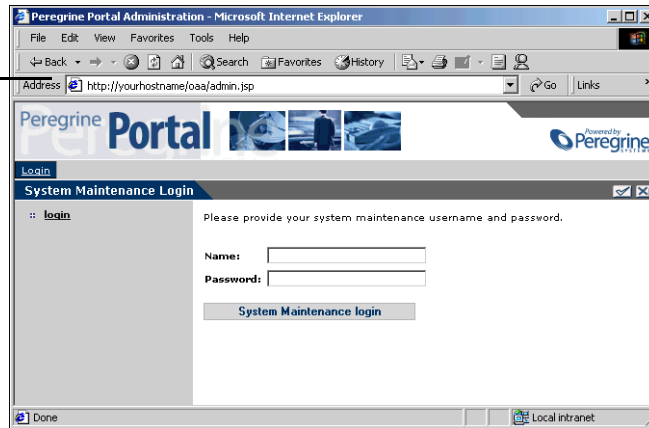 Peregrine Portal Administration - Microsoft Internet Explorer
File Edit View Favorites Tools Help
Back Search Favorites History
Address http://yourhostname/oaa/admin.jsp Go Links
Peregrine Portal Powered by Peregrine SYSTEMS
Login
System Maintenance Login
:: login
Please provide your system maintenance username and password.
Name:
Password:
System Maintenance login
Done Local intranet